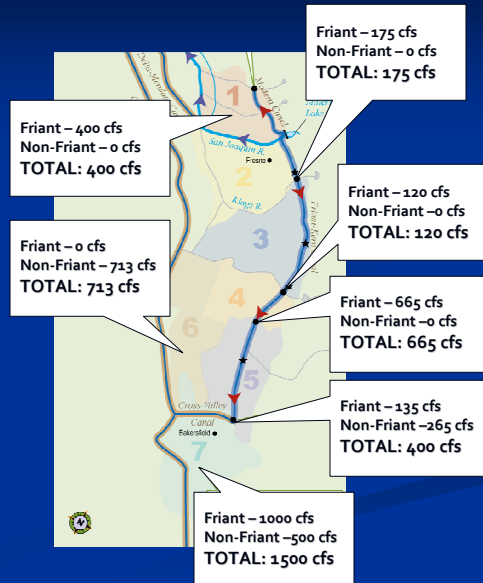 Friant – 175 cfs
Non-Friant – 0 cfs
TOTAL: 175 cfs
Friant – 400 cfs
Non-Friant – 0 cfs
TOTAL: 400 cfs
Friant – 120 cfs
Non-Friant –0 cfs
TOTAL: 120 cfs
Friant – 0 cfs
Non-Friant – 713 cfs
TOTAL: 713 cfs
Friant – 665 cfs
Non-Friant –0 cfs
TOTAL: 665 cfs
Friant – 135 cfs
Non-Friant –265 cfs
TOTAL: 400 cfs
Friant – 1000 cfs
Non-Friant –500 cfs
TOTAL: 1500 cfs
Madera Canal
Lake
San Joaquin R.
Fresno
Kings R.
Cross-Valley
Canal
Bakersfield
1
2
3
4
5
6
7
N